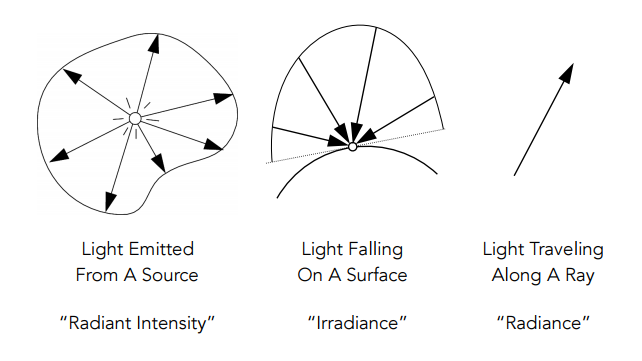 Light Emitted
From A Source
"Radiant Intensity"
Light Falling
On A Surface
"Irradiance"
Light Traveling
Along A Ray
"Radiance"